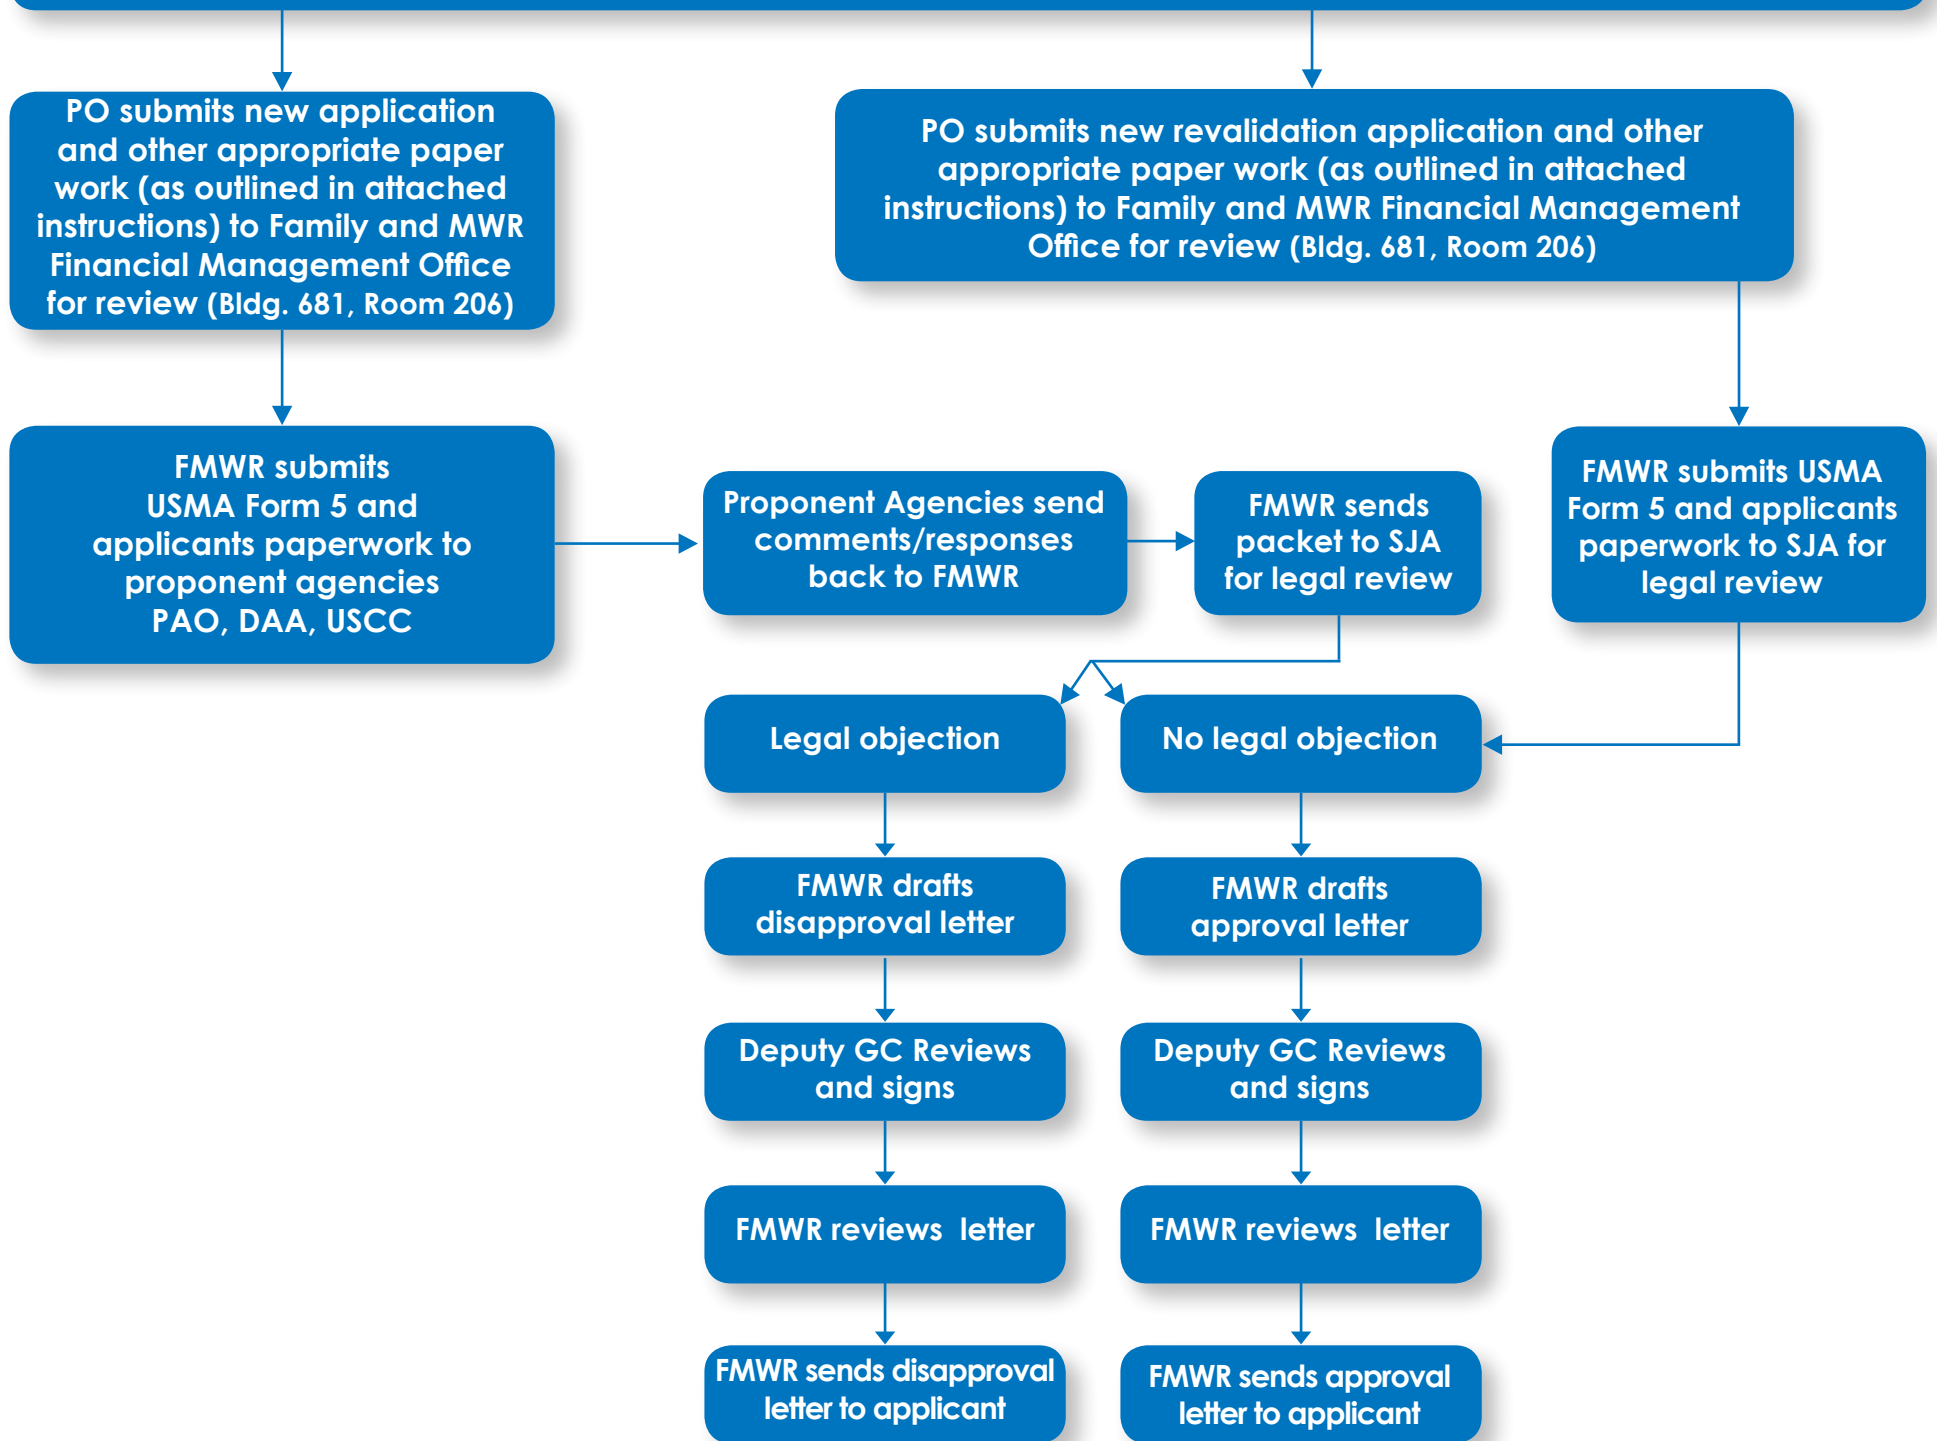 PO submits new application
and other appropriate paper
work (as outlined in attached
instructions) to Family and MWR
Financial Management Office
for review (Bldg. 681, Room 206)
PO submits new revalidation application and other
appropriate paper work (as outlined in attached
instructions) to Family and MWR Financial Management
Office for review (Bldg. 681, Room 206)
FMWR submits
USMA Form 5 and
applicants paperwork to
proponent agencies
PAO, DAA, USCC
Proponent Agencies send
comments/responses
back to FMWR
FMWR sends
packet to SJA
for legal review
FMWR submits USMA
Form 5 and applicants
paperwork to SJA for
legal review
Legal objection
No legal objection
FMWR drafts
disapproval letter
FMWR drafts
approval letter
Deputy GC Reviews
and signs
Deputy GC Reviews
and signs
FMWR reviews  letter
FMWR reviews  letter
FMWR sends disapproval
letter to applicant
FMWR sends approval
letter to applicant